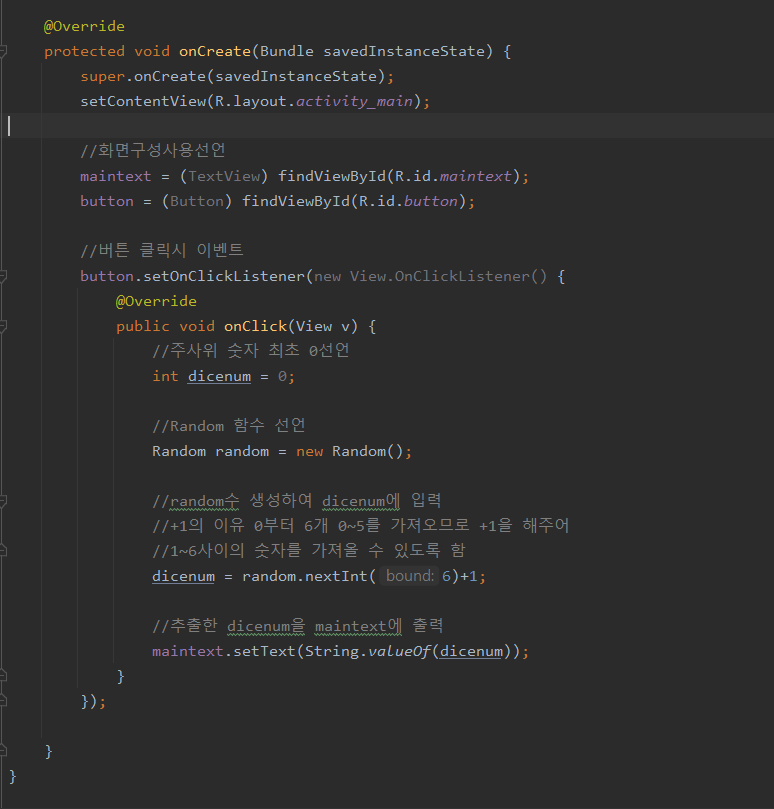 @Override
protected void onCreate(Bundle savedInstanceState) {
super.onCreate(savedInstanceState);
setContentView(R.layout.activity_main);
//화면구성사용선언
maintext = (TextView) findViewById(R.id.maintext);
button = (Button) findViewById(R.id.button);
//버튼 클릭시 이벤트
button.setOnClickListener(new View.OnClickListener() {
@Override
public void onClick(View v) {
//주사위 숫자 최초 0선언
int dicenum = 0;
//Random 함수 선언
Random random = new Random();
//random수 생성하여 dicenum에 입력
//+1의 이유 0부터 6개 0~5를 가져오므로 +1을 해주어
//1~6사이의 숫자를 가져올 수 있도록 함
dicenum = random.nextInt( bound: 6)+1;
//추출한 dicenum을 maintext에 출력
maintext.setText(String.valueOf(dicenum));
}
});
}
}